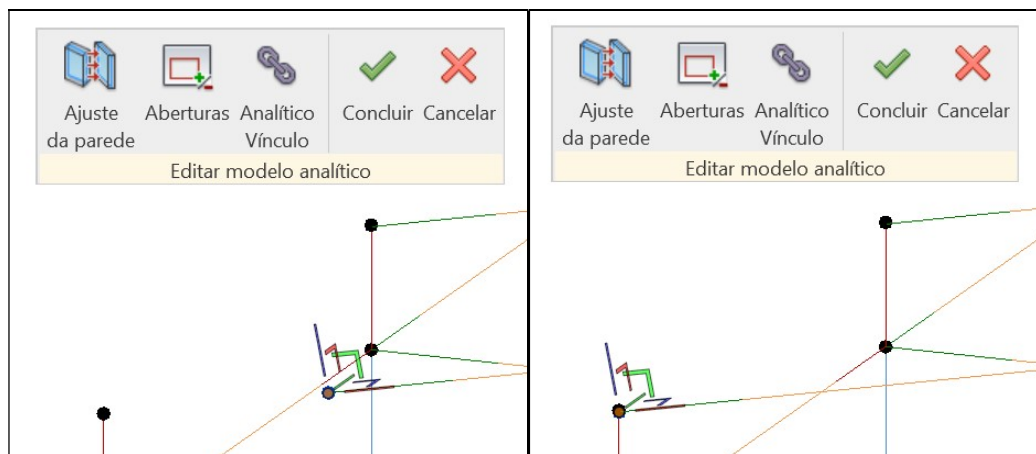 Ajuste
da parede
Aberturas
Analítico
Vínculo
Concluir
Cancelar
Editar modelo analítico
Ajuste
da parede
Aberturas
Analítico
Vínculo
Concluir
Cancelar
Editar modelo analítico